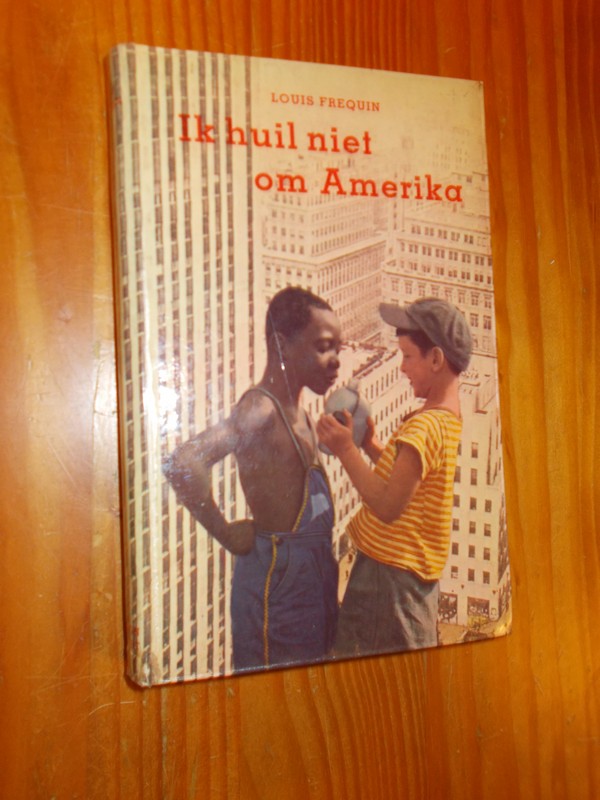 LOUIS FREQUIN
Ik huil niet
om Amerika